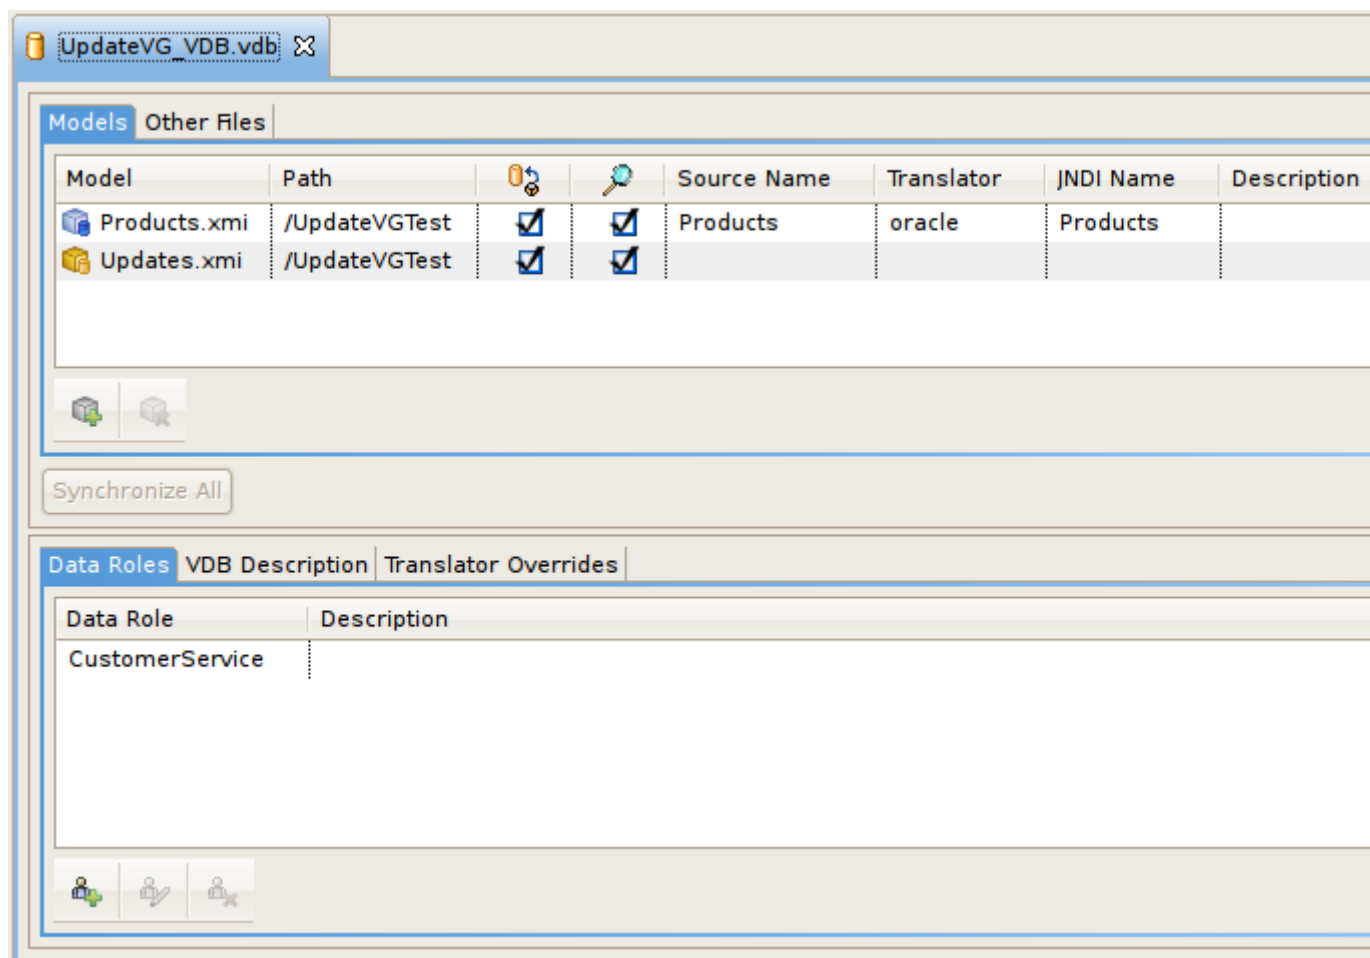 UpdateVG_VDB.vdb
Models Other Files
Model Path Source Name Translator JNDI Name Description
Products.xmi /UpdateVGTest Products oracle Products
Updates.xmi /UpdateVGTest
Synchronize All
Data Roles VDB Description Translator Overrides
Data Role Description
CustomerService